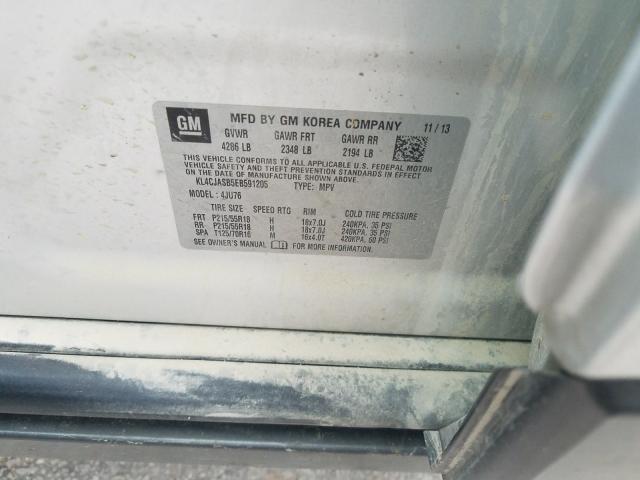 GM MFD BY GM KOREA COMPANY 11/13
GVWR GAWR FRT GAWR RR
4286 LB 2348 LB 2194 LB
THIS VEHICLE CONFORMS TO ALL APPLICABLE U.S. FEDERAL MOTOR
VEHICLE SAFETY AND THEFT PREVENTION STANDARDS IN EFFECT ON
THE DATE OF MANUFACTURE SHOWN ABOVE.
KL4CJASB5EB591205 TYPE: MPV
MODEL: 4JU76
TIRE SIZE SPEED RTG RIM COLD TIRE PRESSURE
FRT P215/55R18 H 18x7.0J 240KPA, 35 PSI
RR P215/55R18 H 18x7.0J 240KPA, 35 PSI
SPA T125/70R16 M 16x4.0T 420KPA, 60 PSI
SEE OWNER'S MANUAL FOR MORE INFORMATION.